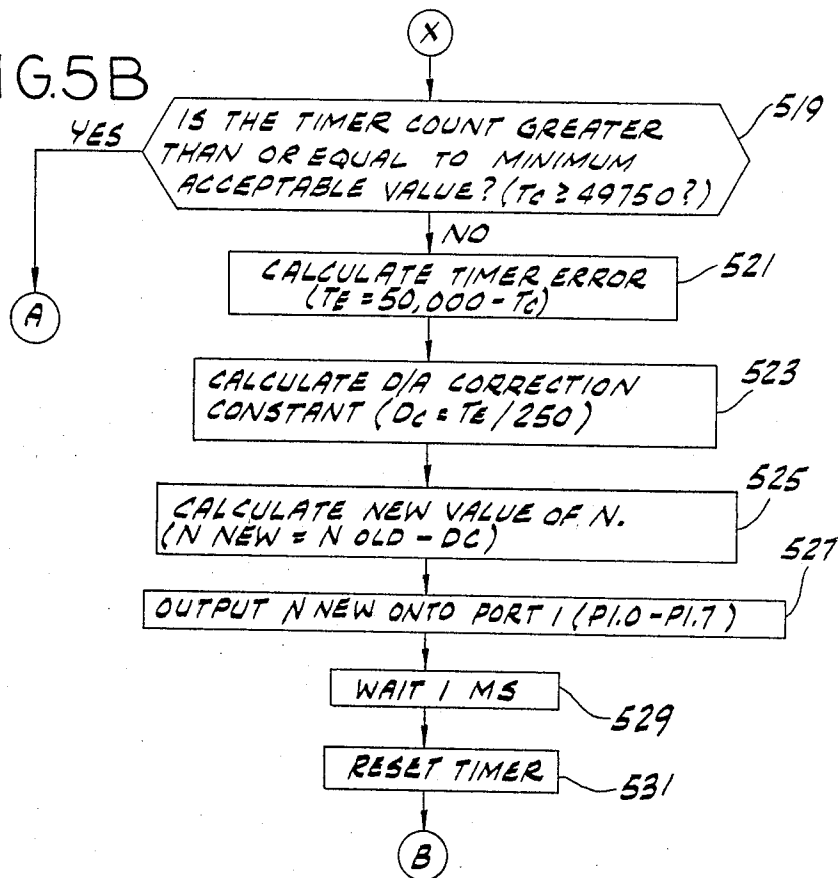 X
IG.5B
519
YES
IS THE TIMER COUNT GREATER
THAN OR EQUAL TO MINIMUM
ACCEPTABLE VALUE? (TC ≥ 49750?)
NO
A
CALCULATE TIMER ERROR
(TE = 50,000 - TC)
521
CALCULATE D/A CORRECTION
CONSTANT (DC = TE/250)
523
CALCULATE NEW VALUE OF N.
(N NEW = N OLD - DC)
525
OUTPUT N NEW ONTO PORT 1 (P1.0-P1.7)
527
WAIT 1 MS
529
RESET TIMER
531
B